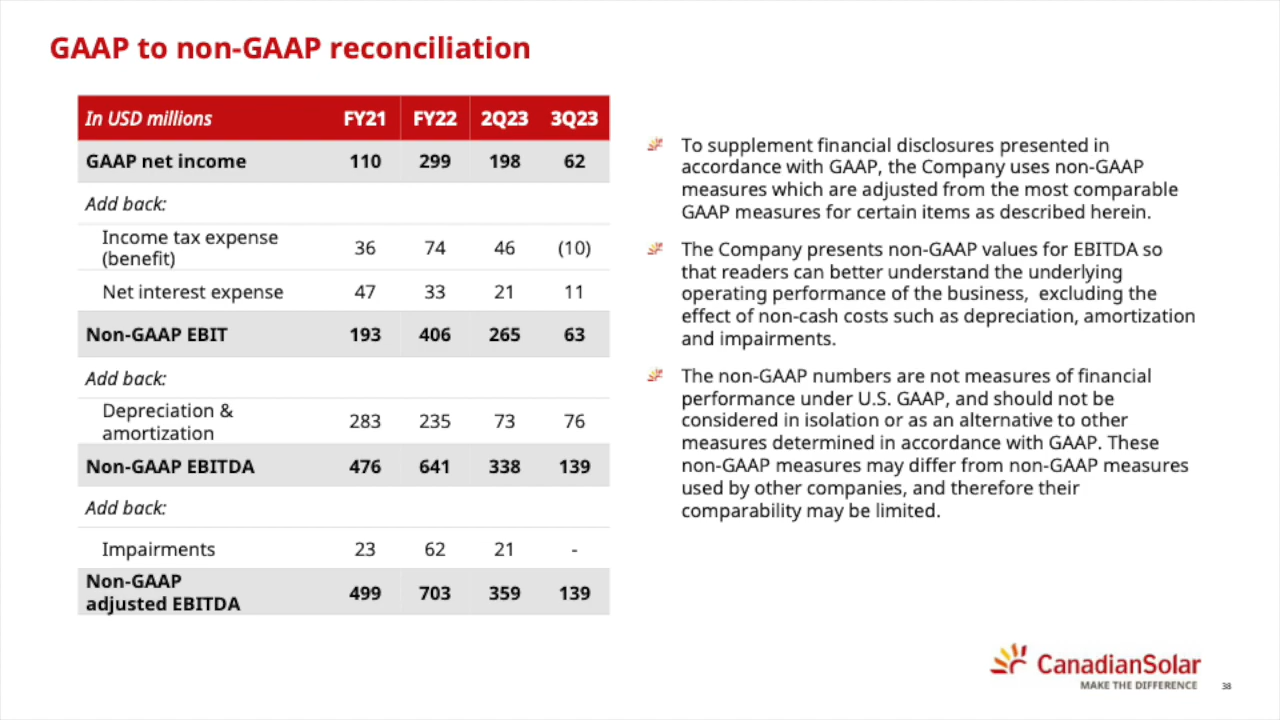 GAAP to non-GAAP reconciliation
In USD millions FY21 FY22 2Q23 3Q23
GAAP net income 110 299 198 62
Add back:
Income tax expense
(benefit) 36 74 46 (10)
Net interest expense 47 33 21 11
Non-GAAP EBIT 193 406 265 63
Add back:
Depreciation &
amortization 283 235 73 76
Non-GAAP EBITDA 476 641 338 139
Add back:
Impairments 23 62 21 -
Non-GAAP
adjusted EBITDA 499 703 359 139
To supplement financial disclosures presented in
accordance with GAAP, the Company uses non-GAAP
measures which are adjusted from the most comparable
GAAP measures for certain items as described herein.
The Company presents non-GAAP values for EBITDA so
that readers can better understand the underlying
operating performance of the business, excluding the
effect of non-cash costs such as depreciation, amortization
and impairments.
The non-GAAP numbers are not measures of financial
performance under U.S. GAAP, and should not be
considered in isolation or as an alternative to other
measures determined in accordance with GAAP. These
non-GAAP measures may differ from non-GAAP measures
used by other companies, and therefore their
comparability may be limited.
CanadianSolar
MAKE THE DIFFERENCE
38